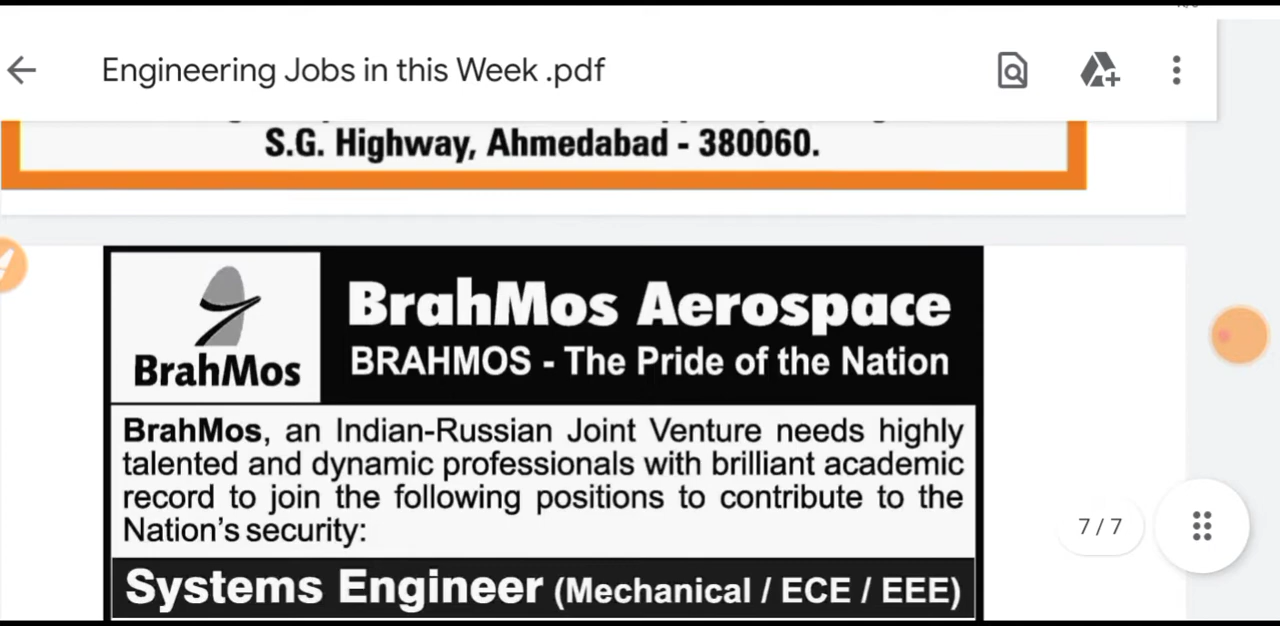 Engineering Jobs in this Week .pdf
S.G. Highway, Ahmedabad - 380060.
BrahMos
BrahMos Aerospace
BRAHMOS - The Pride of the Nation
BrahMos, an Indian-Russian Joint Venture needs highly
talented and dynamic professionals with brilliant academic
record to join the following positions to contribute to the
Nation's security:
7 / 7
Systems Engineer (Mechanical / ECE / EEE)